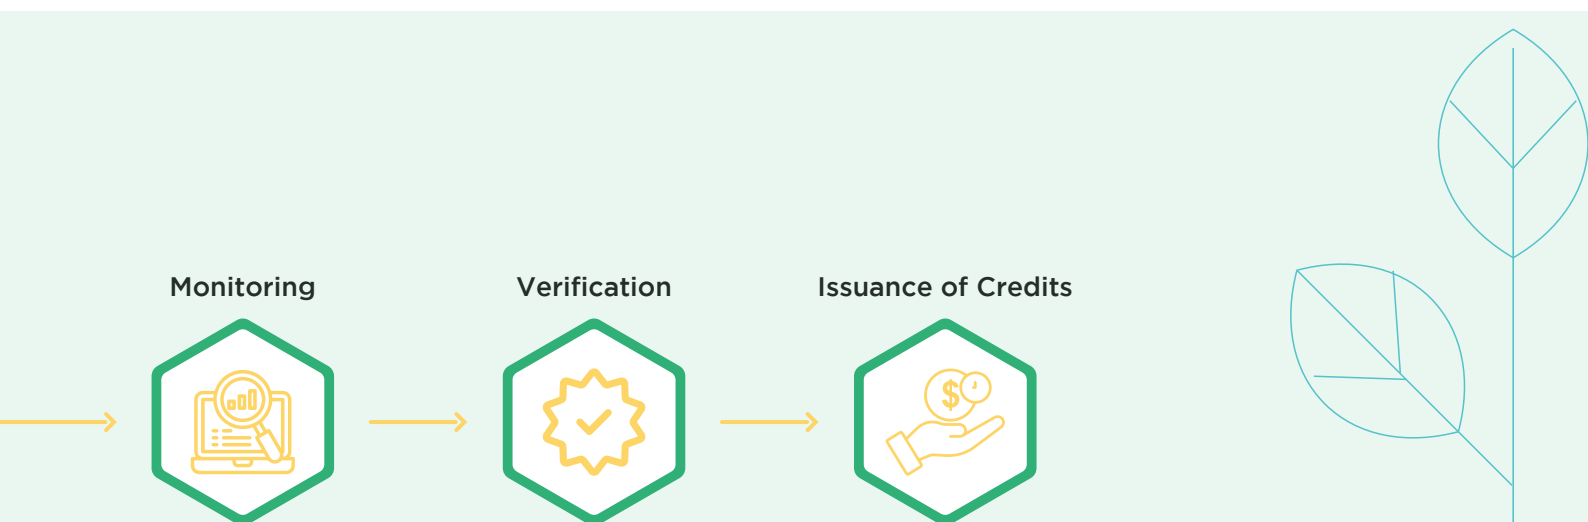 Monitoring
Verification
Issuance of Credits
$